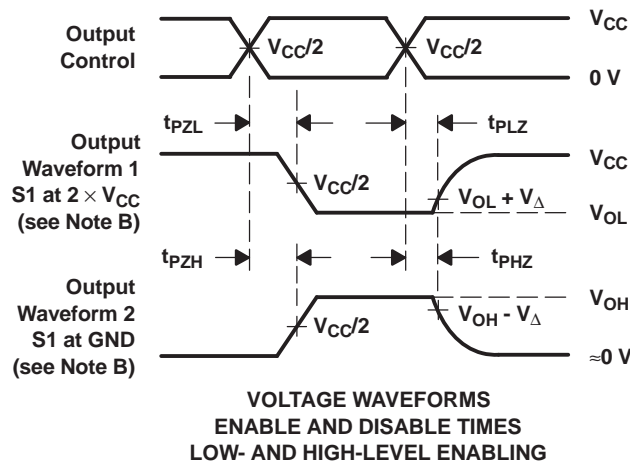 Output
Control
V_CC/2
V_CC/2
V_CC
0 V
t_PZL
t_PLZ
Output
Waveform 1
S1 at 2 × V_CC
(see Note B)
V_CC/2
V_CC
V_OL + V_Δ
V_OL
t_PZH
t_PHZ
Output
Waveform 2
S1 at GND
(see Note B)
V_CC/2
V_OH
V_OH - V_Δ
≈0 V
VOLTAGE WAVEFORMS
ENABLE AND DISABLE TIMES
LOW- AND HIGH-LEVEL ENABLING